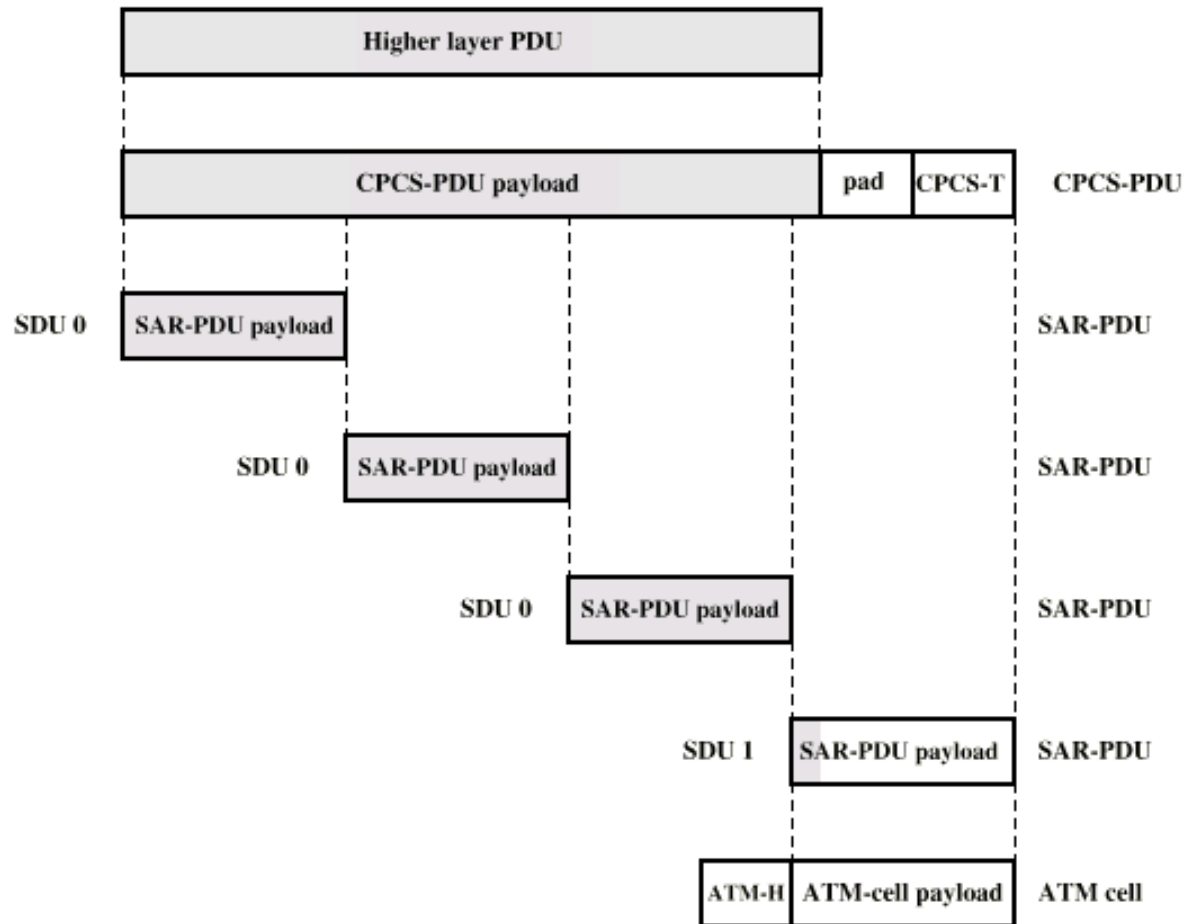 Higher layer PDU
CPCS-PDU payload pad CPCS-T CPCS-PDU
SDU 0 SAR-PDU payload SAR-PDU
SDU 0 SAR-PDU payload SAR-PDU
SDU 0 SAR-PDU payload SAR-PDU
SDU 1 SAR-PDU payload SAR-PDU
ATM-H ATM-cell payload ATM cell